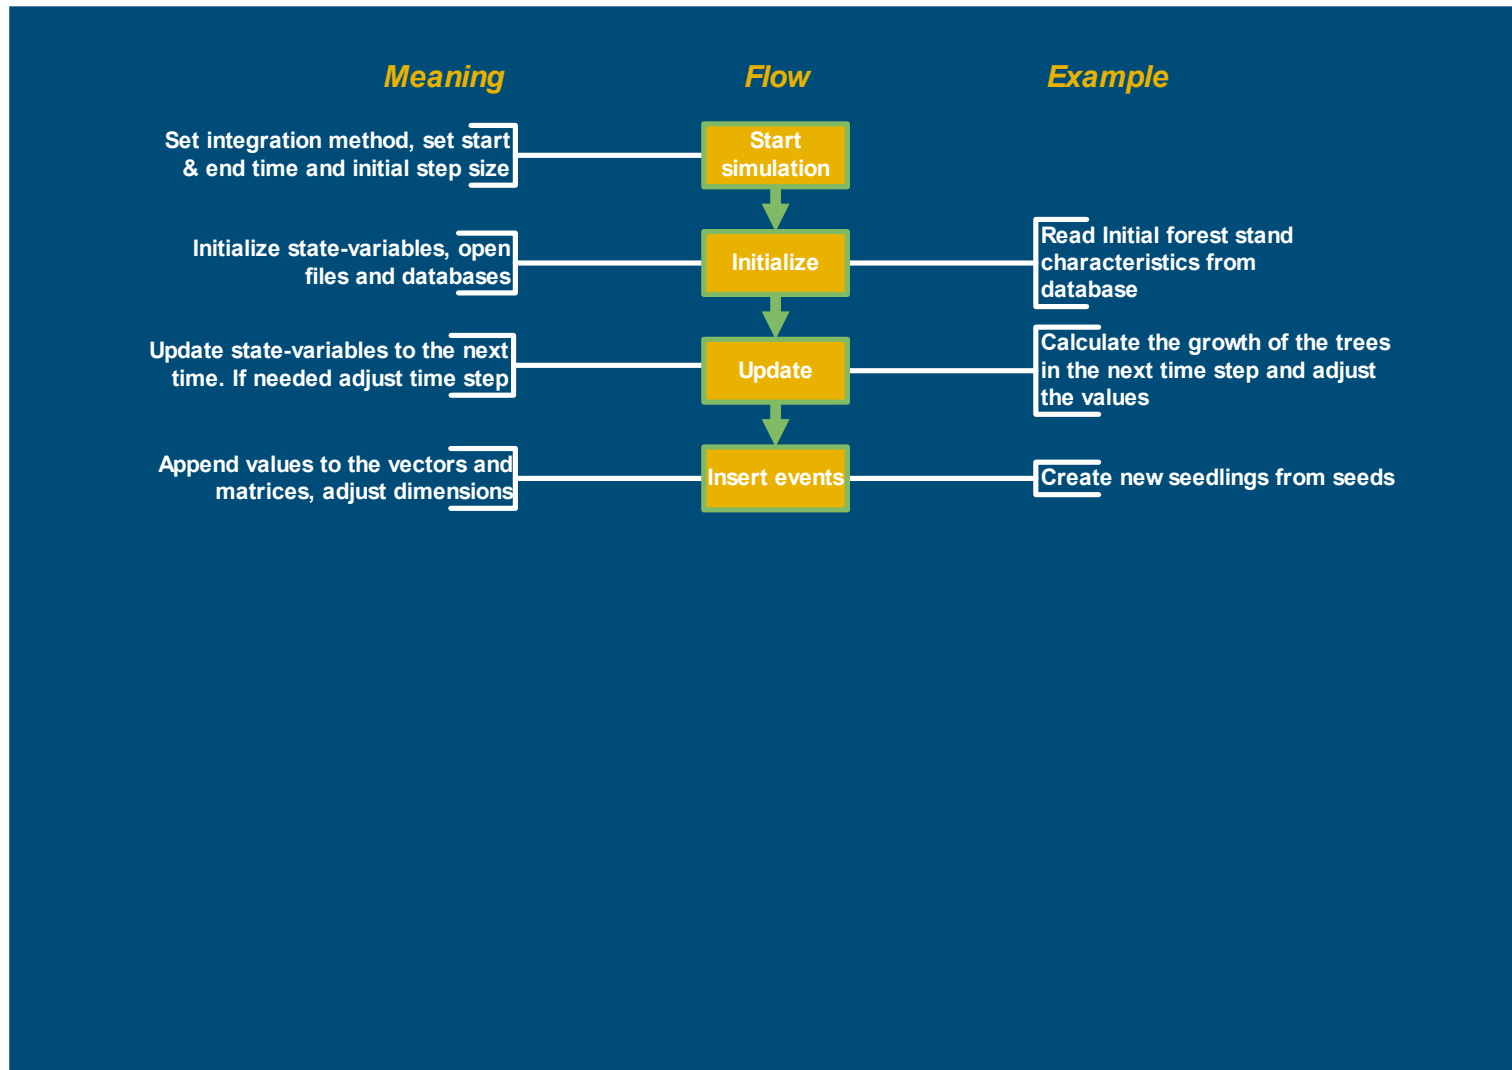 Meaning
Flow
Example
Set integration method, set start
& end time and initial step size
Start
simulation
Initialize state-variables, open
files and databases
Initialize
Read Initial forest stand
characteristics from
database
Update state-variables to the next
time. If needed adjust time step
Update
Calculate the growth of the trees
in the next time step and adjust
the values
Append values to the vectors and
matrices, adjust dimensions
Insert events
Create new seedlings from seeds